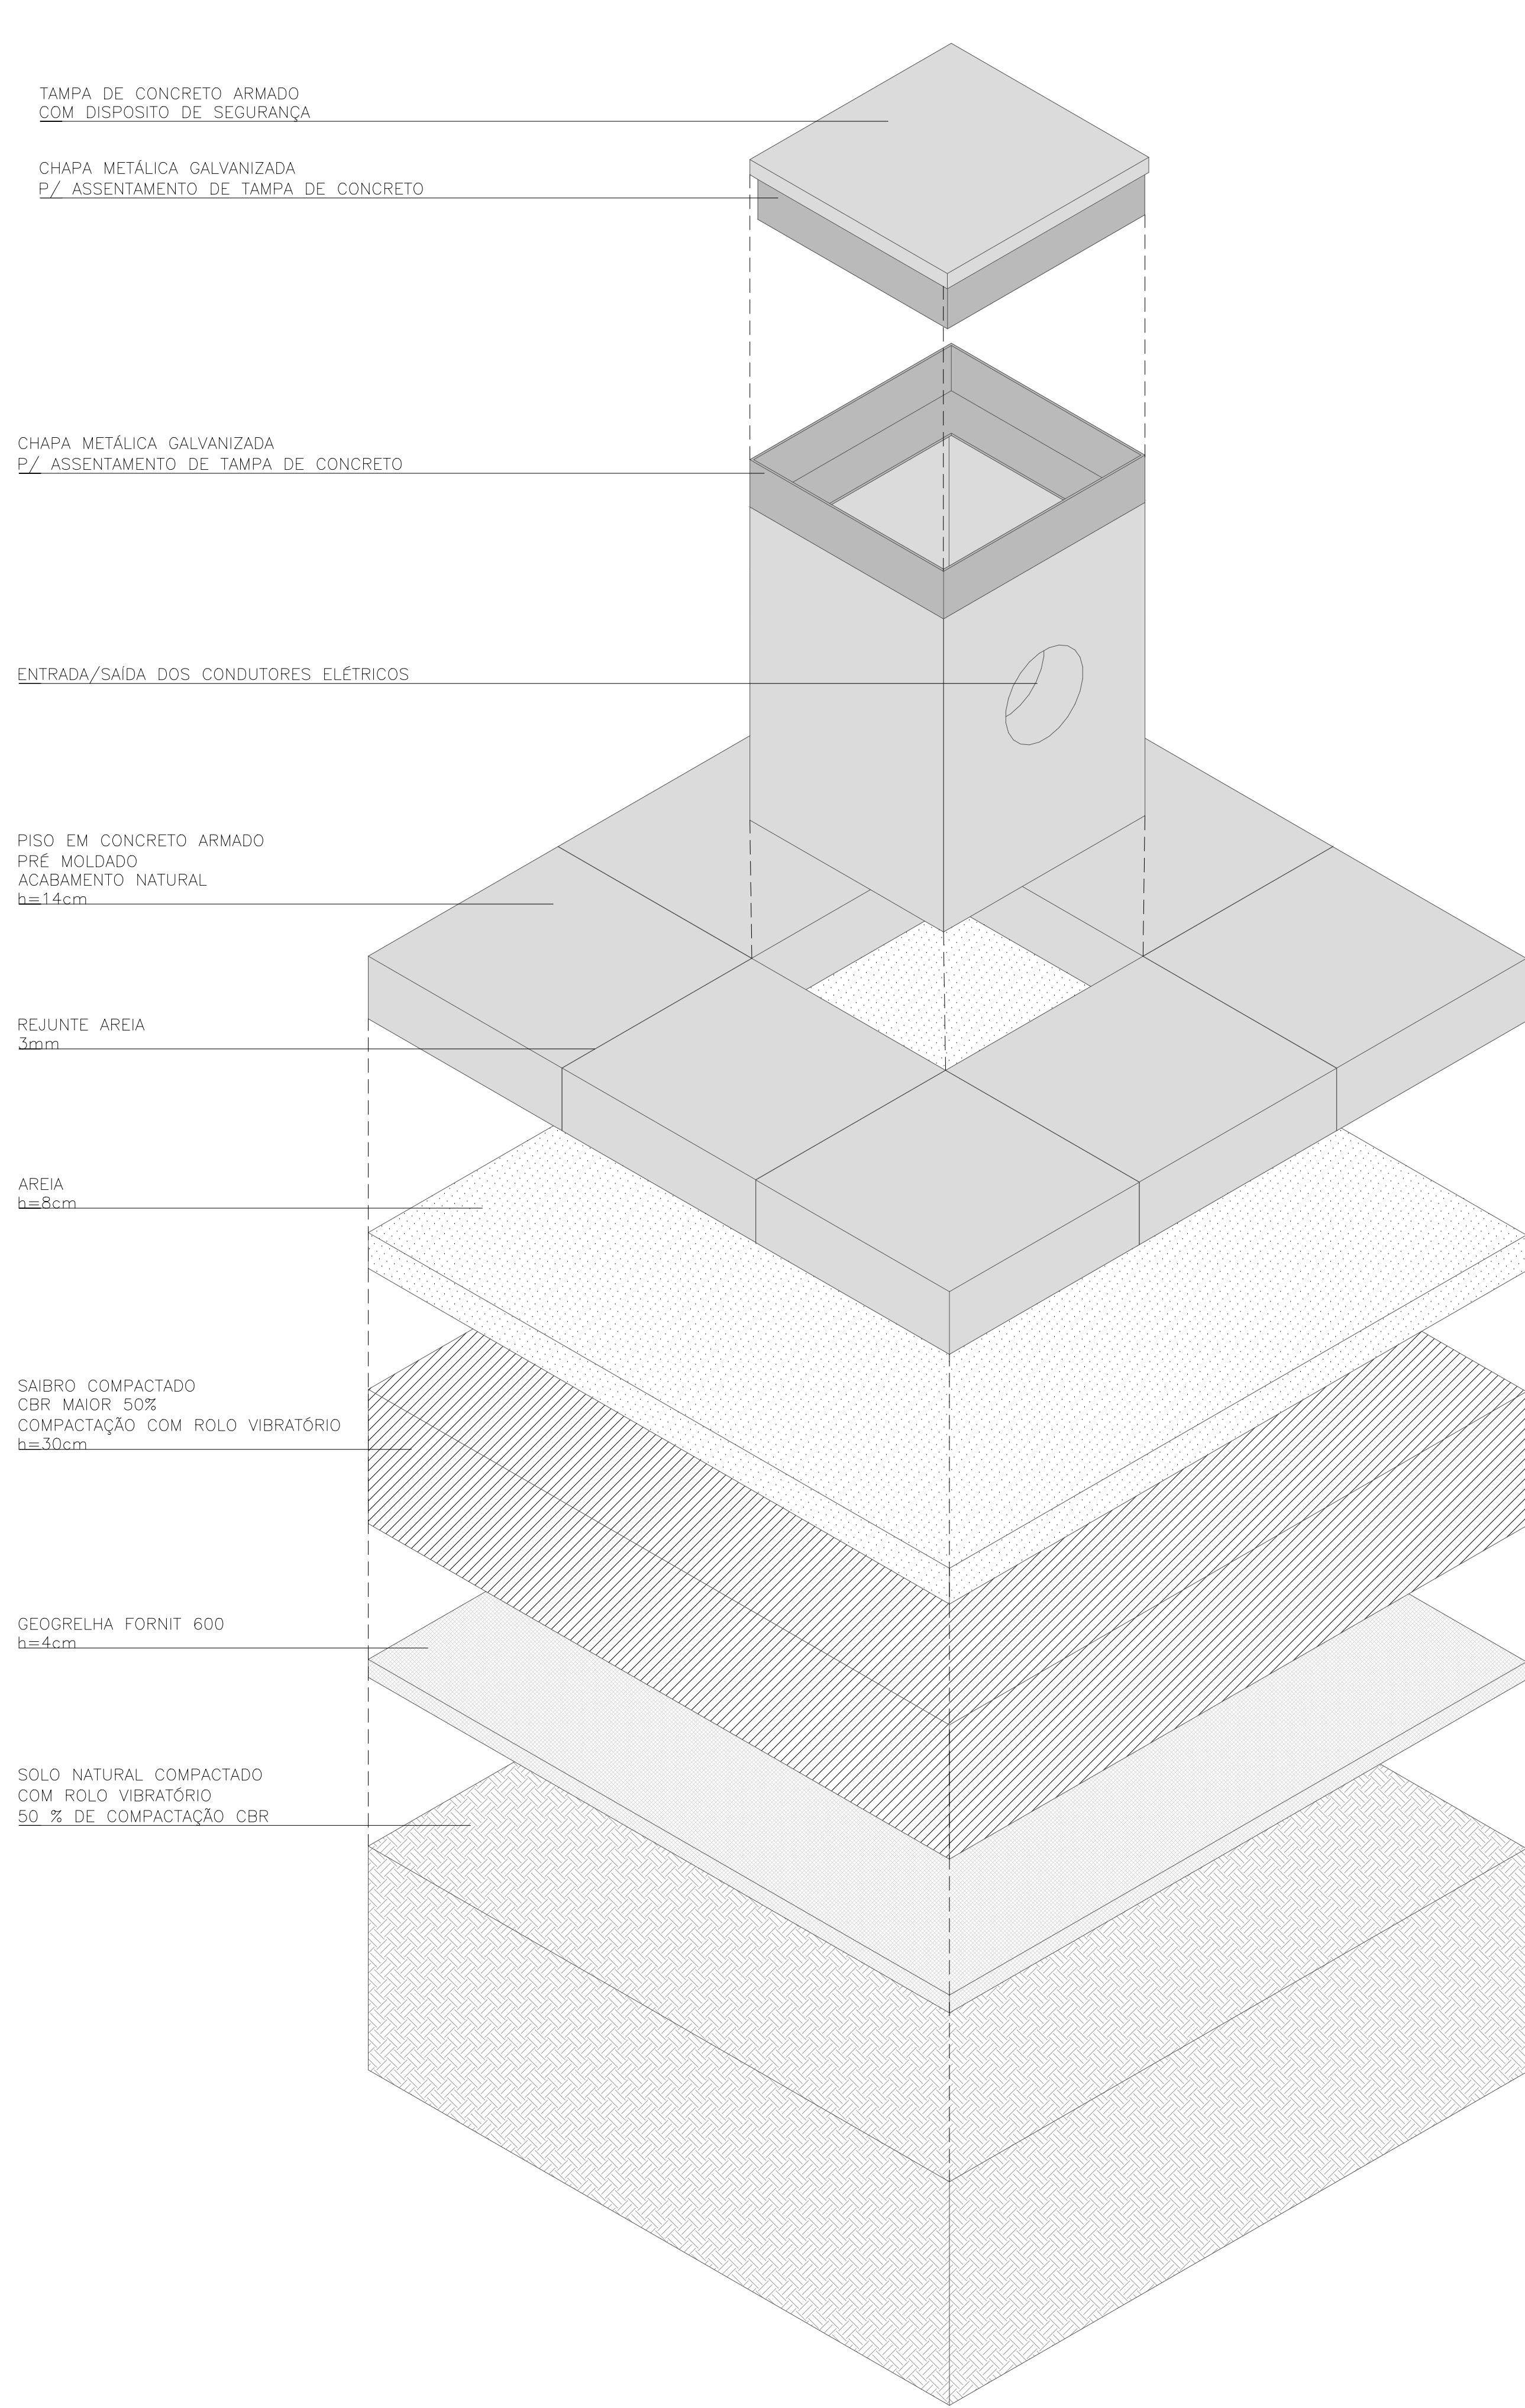 TAMPA DE CONCRETO ARMADO
COM DISPOSITO DE SEGURANÇA
CHAPA METÁLICA GALVANIZADA
P/ ASSENTAMENTO DE TAMPA DE CONCRETO
CHAPA METÁLICA GALVANIZADA
P/ ASSENTAMENTO DE TAMPA DE CONCRETO
ENTRADA/SAÍDA DOS CONDUTORES ELÉTRICOS
PISO EM CONCRETO ARMADO
PRÉ MOLDADO
ACABAMENTO NATURAL
h=14cm
REJUNTE AREIA
3mm
AREIA
h=8cm
SAIBRO COMPACTADO
CBR MAIOR 50%
COMPACTAÇÃO COM ROLO VIBRATÓRIO
h=30cm
GEOGRELHA FORNIT 600
h=4cm
SOLO NATURAL COMPACTADO
COM ROLO VIBRATÓRIO
50 % DE COMPACTAÇÃO CBR